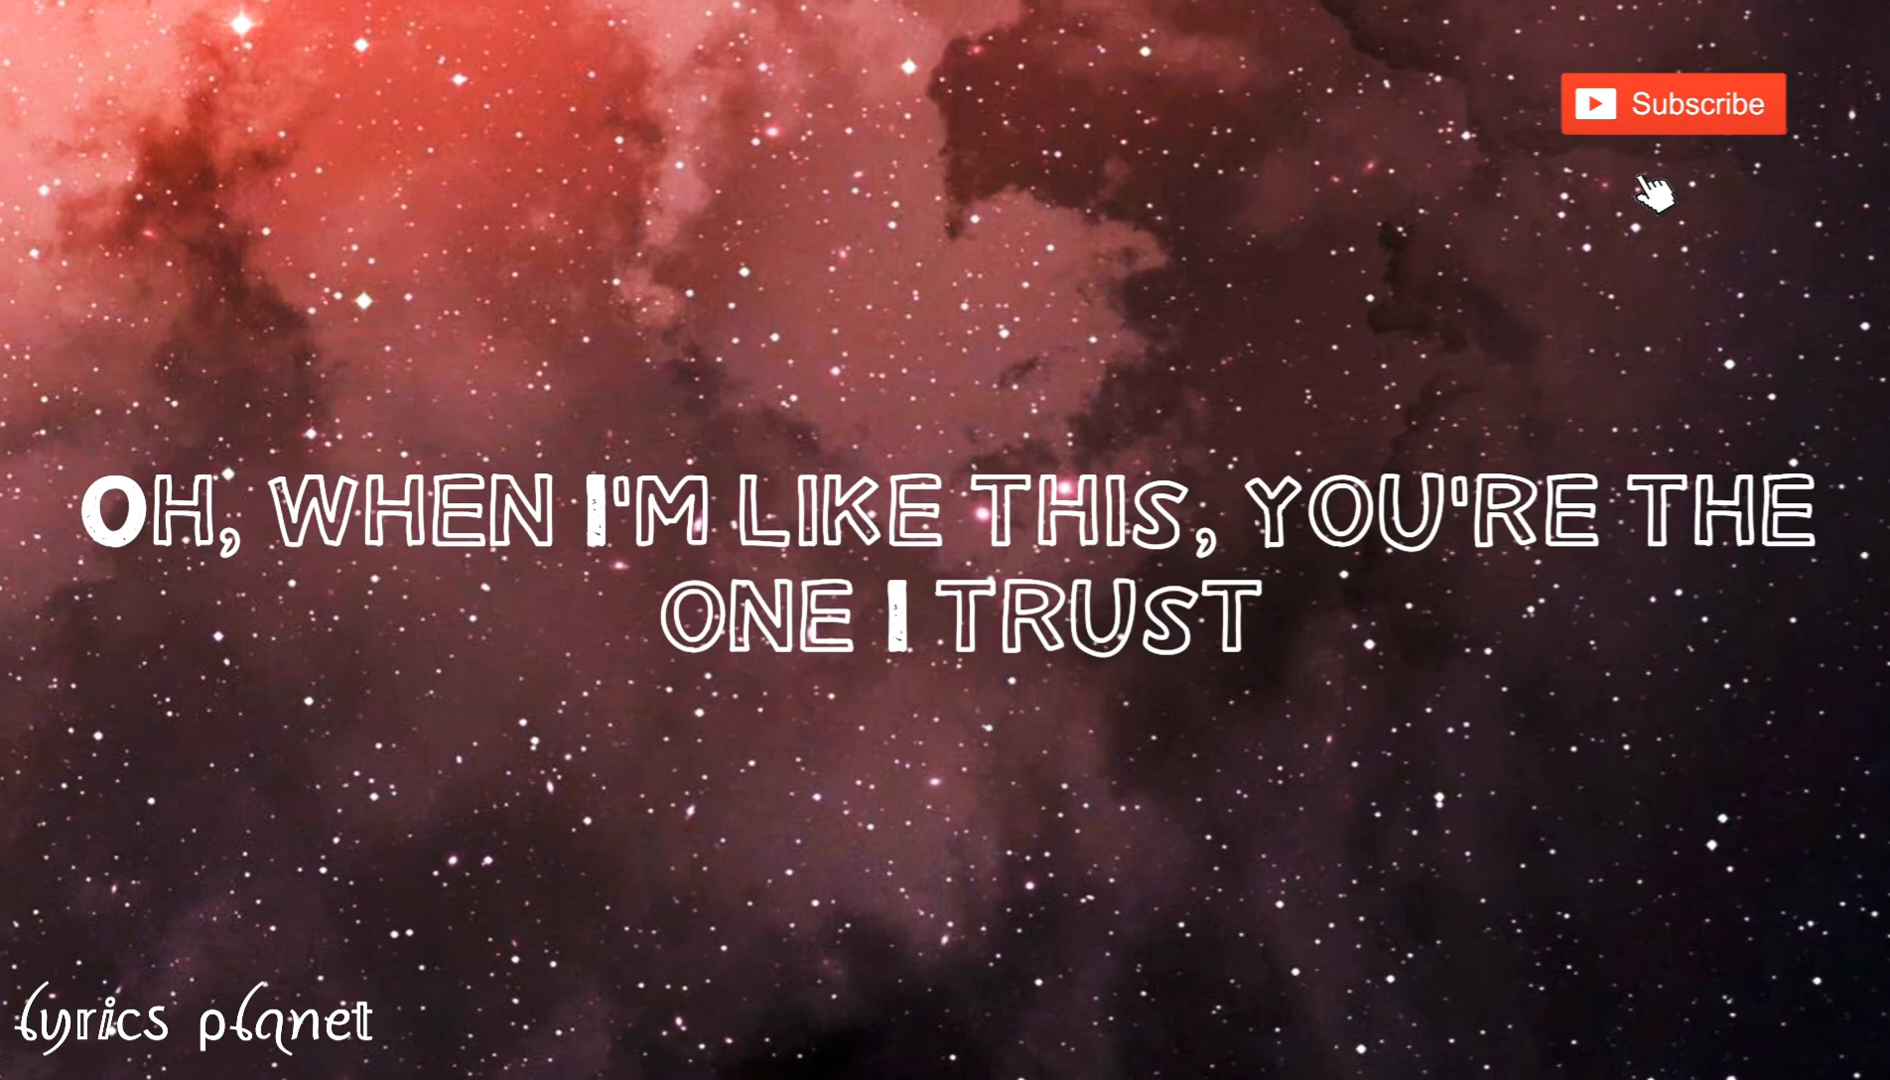 Subscribe
OH, WHEN I'M LIKE THIS, YOU'RE THE
ONE I TRUST
lyrics planet